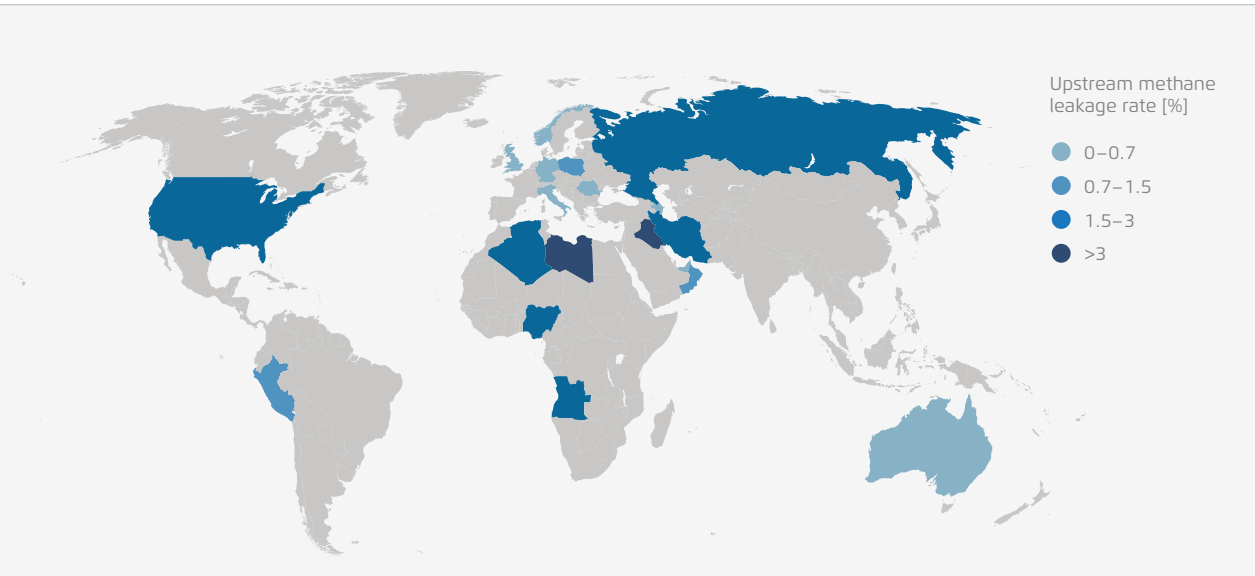 Upstream methane
leakage rate [%]
0–0.7
0.7–1.5
1.5–3
>3